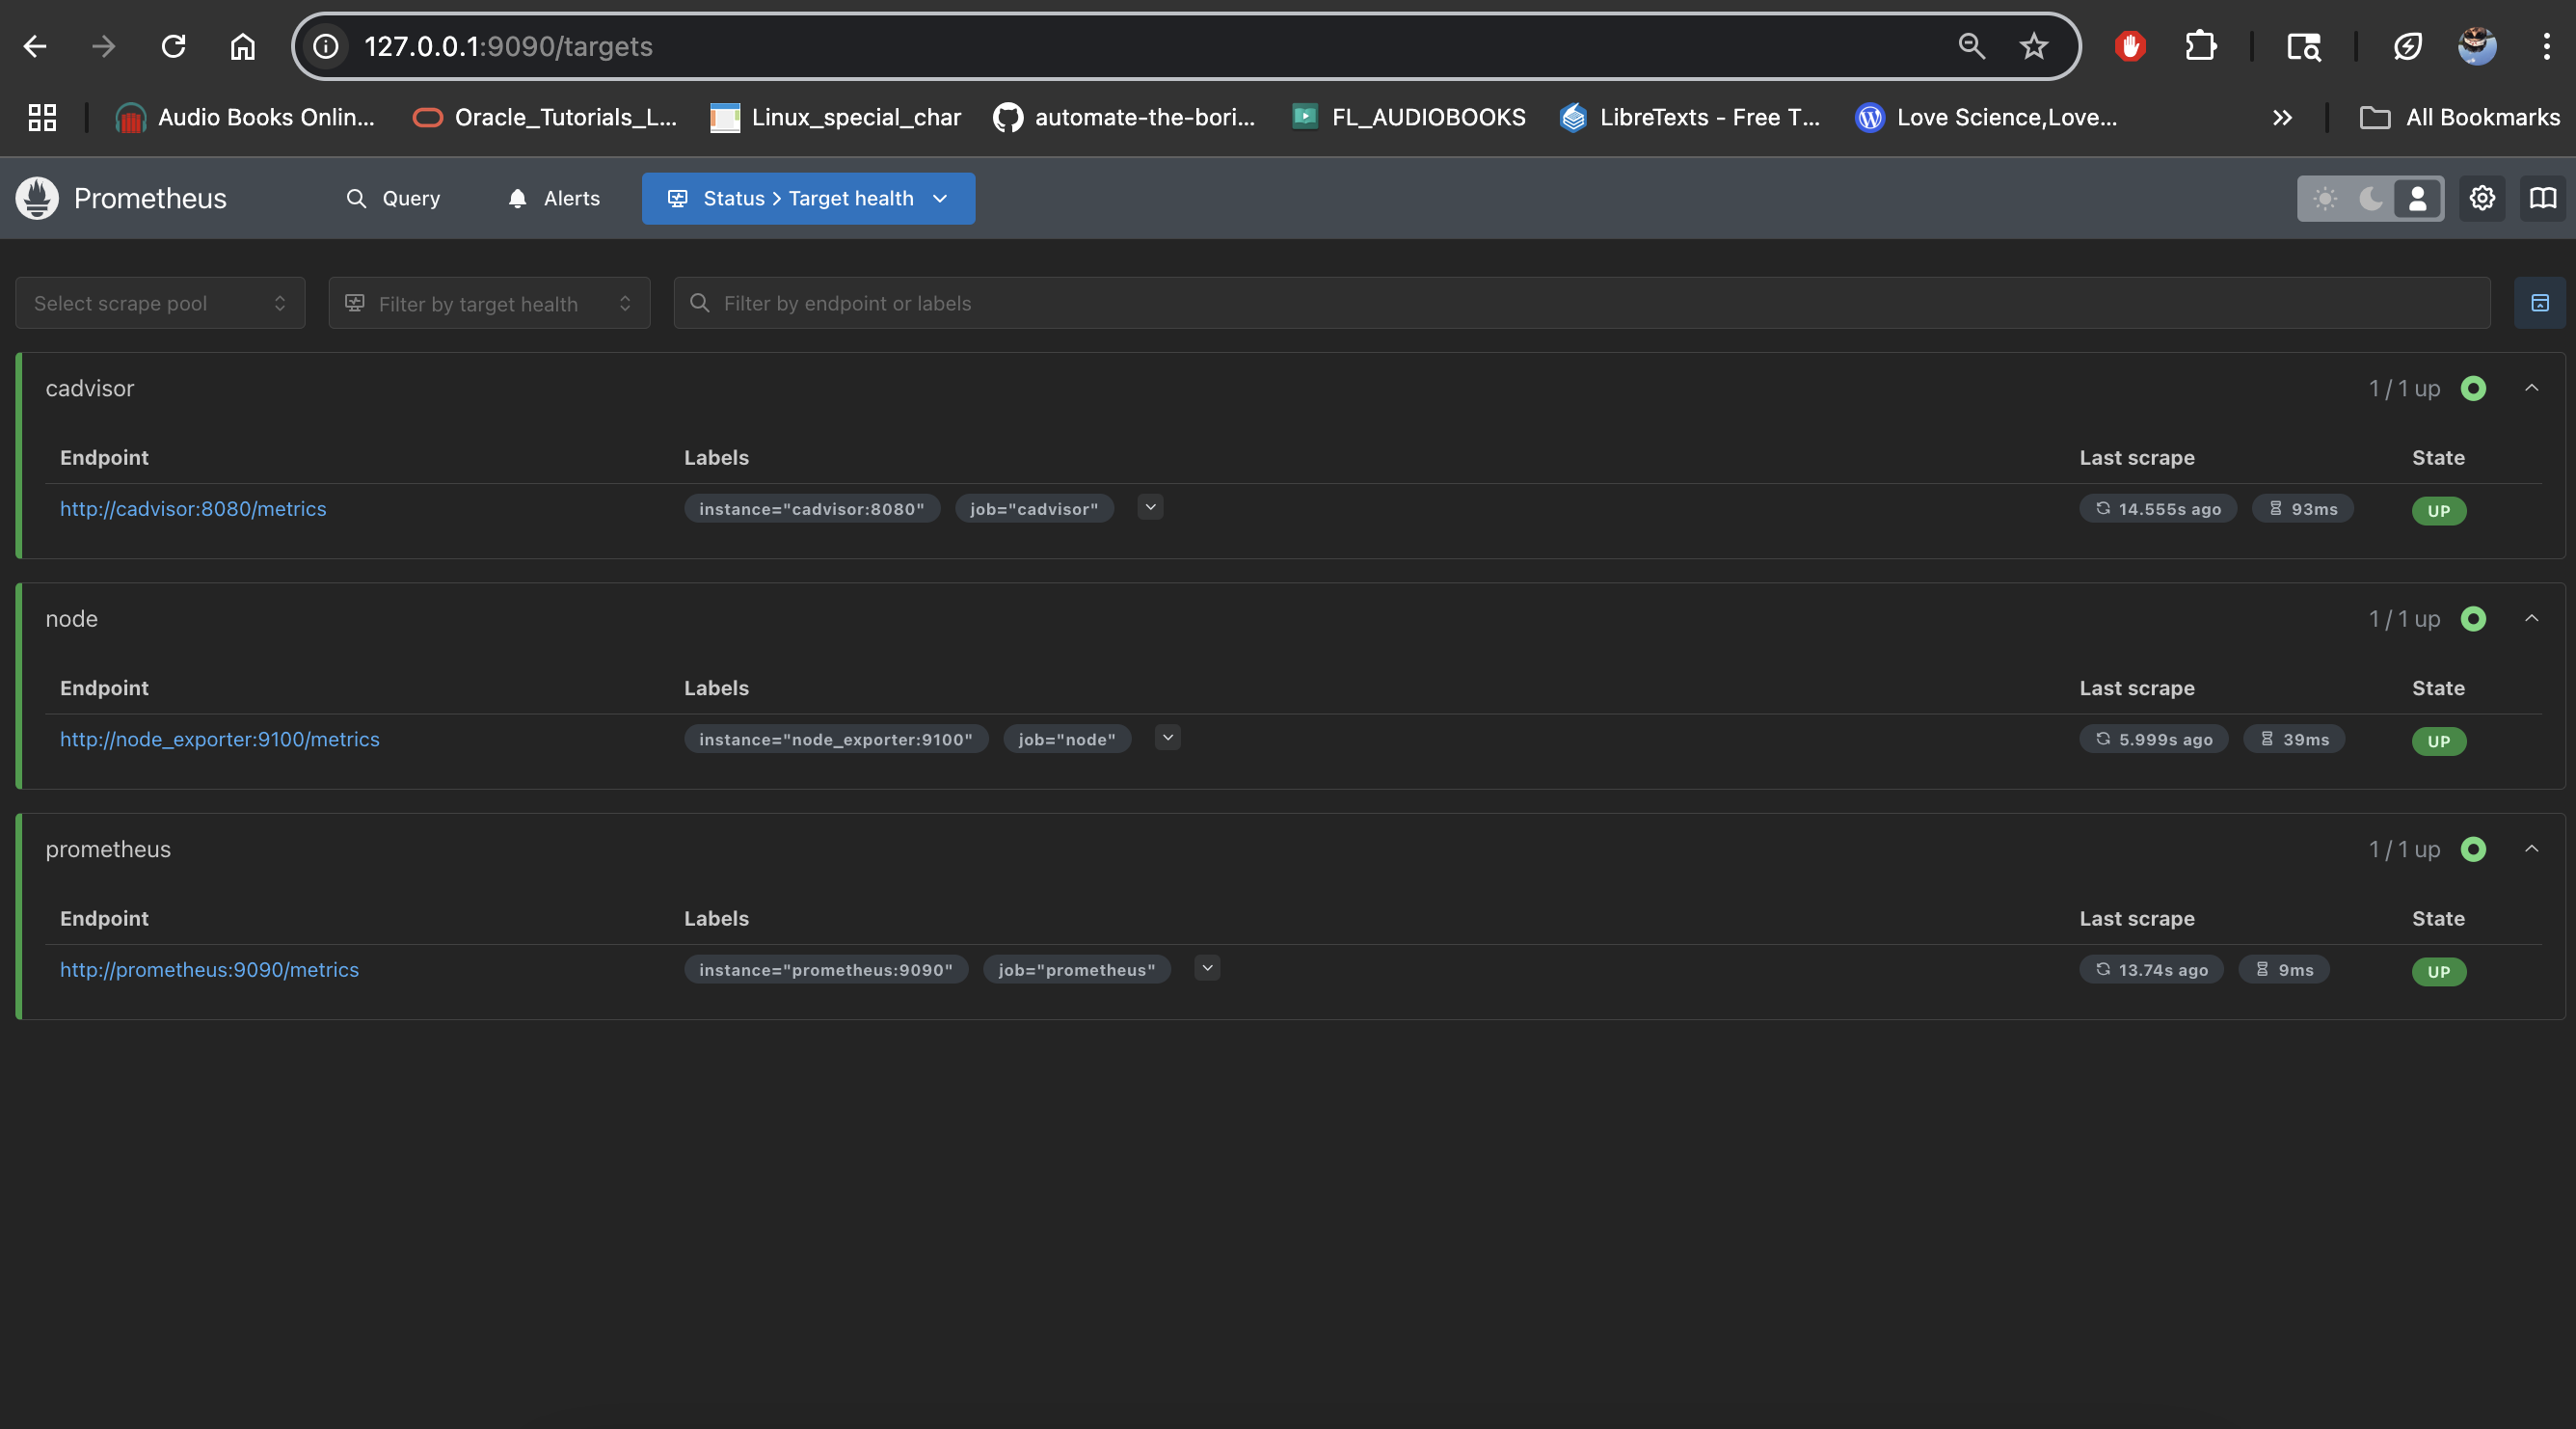 127.0.0.1:9090/targets
Audio Books Onlin... Oracle_Tutorials_L... Linux_special_char automate-the-bori... FL_AUDIOBOOKS LibreTexts - Free T... Love Science,Love... All Bookmarks
Prometheus Query Alerts Status > Target health
Select scrape pool Filter by target health Filter by endpoint or labels
cadvisor 1 / 1 up
Endpoint Labels Last scrape State
http://cadvisor:8080/metrics instance="cadvisor:8080" job="cadvisor" 14.555s ago 93ms UP
node 1 / 1 up
Endpoint Labels Last scrape State
http://node_exporter:9100/metrics instance="node_exporter:9100" job="node" 5.999s ago 39ms UP
prometheus 1 / 1 up
Endpoint Labels Last scrape State
http://prometheus:9090/metrics instance="prometheus:9090" job="prometheus" 13.74s ago 9ms UP